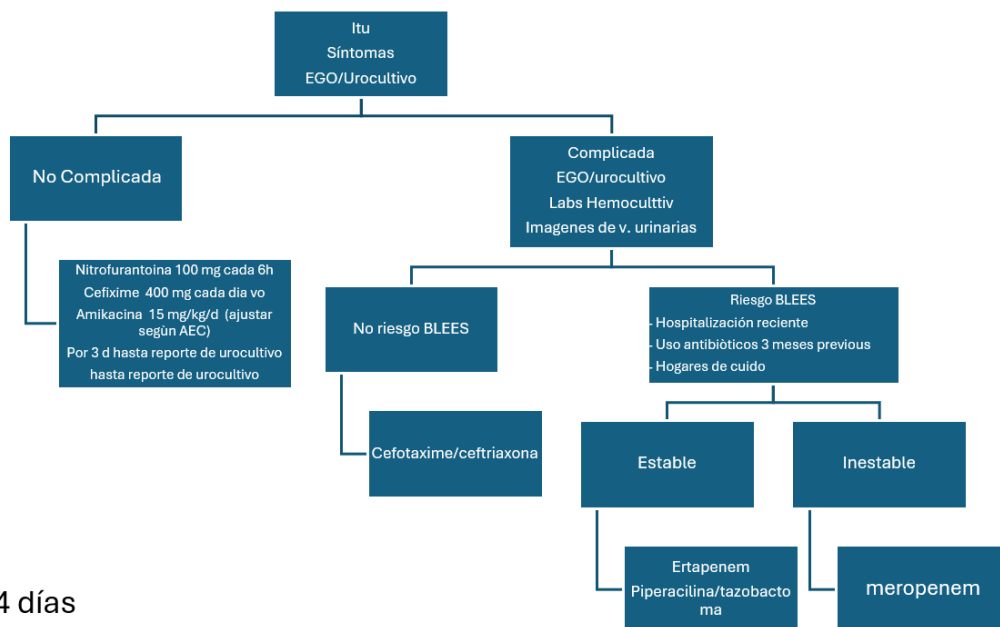 Itu
Síntomas
EGO/Urocultivo
No Complicada
Complicada
EGO/urocultivo
Labs Hemoculttiv
Imagenes de v. urinarias
Nitrofurantoina 100 mg cada 6h
Cefixime 400 mg cada dia vo
Amikacina 15 mg/kg/d (ajustar
segùn AEC)
Por 3 d hasta reporte de urocultivo
hasta reporte de urocultivo
No riesgo BLEES
Riesgo BLEES
- Hospitalización reciente
- Uso antibiòticos 3 meses previous
- Hogares de cuido
Cefotaxime/ceftriaxona
Estable
Inestable
Ertapenem
Piperacilina/tazobacto
ma
meropenem
4 días